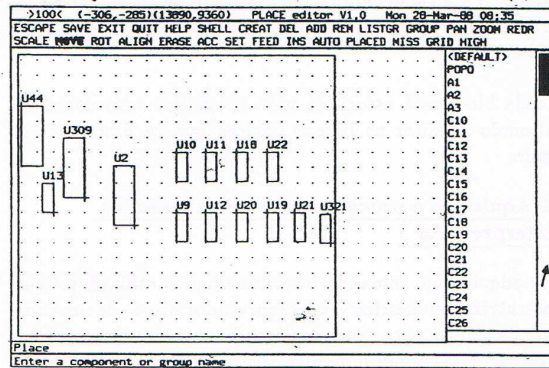 >100< (-306,-285)(13890,9360) PLACE editor V1,0 Mon 28-Mar-88 08:35
ESCAPE SAVE EXIT QUIT HELP SHELL CREAT DEL ADD REM LISTGR GROUP PAN ZOOM REDR
SCALE MOVE ROT ALIGN ERASE ACC SET FEED INS AUTO PLACED MISS GRID HIGH
U44
U309
U2
U13
U10 U11 U18 U22
U9 U12 U20 U19 U21 U321
<DEFAULT>
POPO
A1
A2
A3
C10
C11
C12
C13
C14
C15
C16
C17
C18
C19
C20
C21
C22
C23
C24
C25
C26
Place
Enter a component or group name